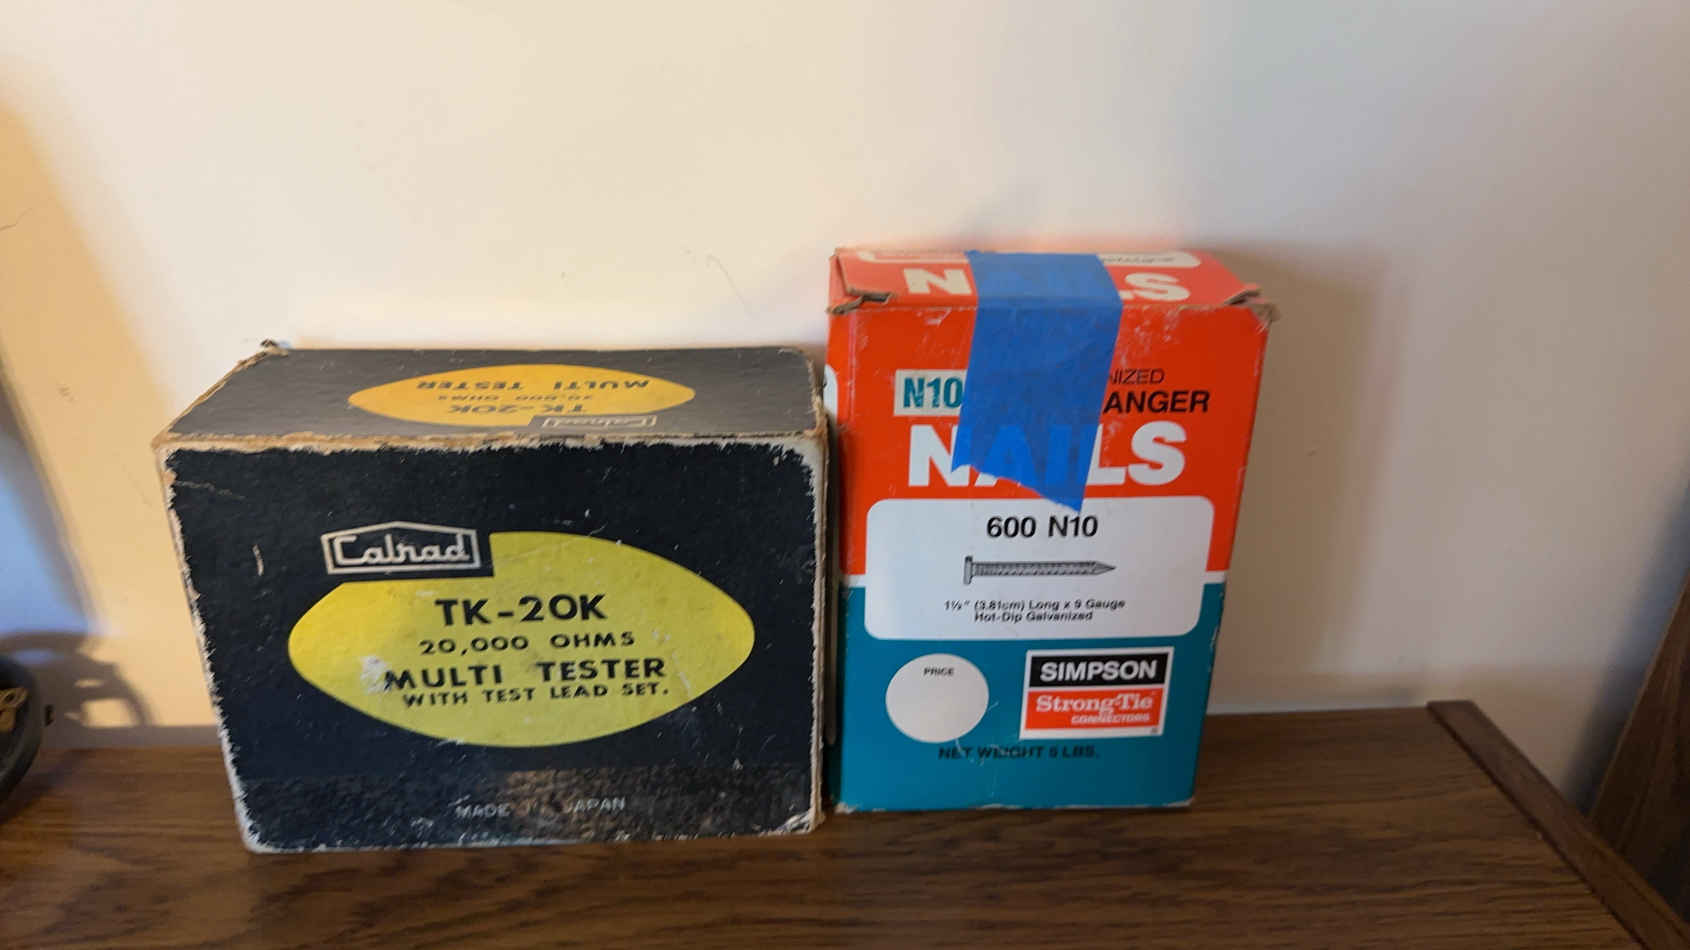 MULTI TESTER
20,000 OHMS
TK-20K
Calrad
Calrad
TK-20K
20,000 OHMS
MULTI TESTER
WITH TEST LEAD SET.
MADE IN JAPAN
N LS
N10 NIZED
ANGER
NAILS
600 N10
1½" (3.81cm) Long x 9 Gauge
Hot-Dip Galvanized
PRICE
SIMPSON
Strong-Tie
CONNECTORS
NET WEIGHT 5 LBS.